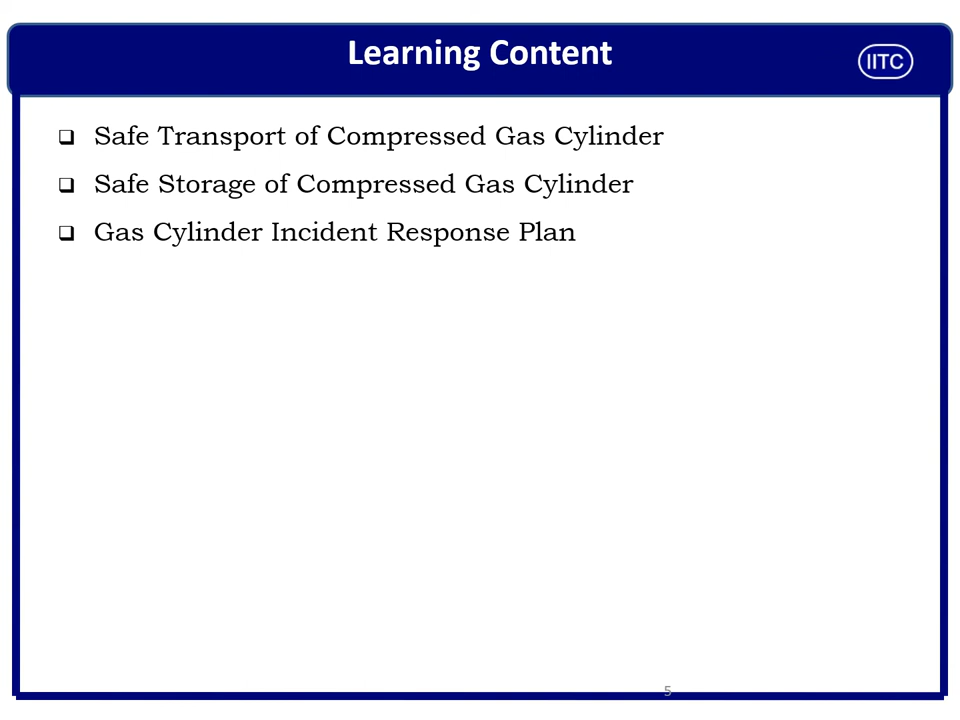 Learning Content
IITC
Safe Transport of Compressed Gas Cylinder
Safe Storage of Compressed Gas Cylinder
Gas Cylinder Incident Response Plan
5